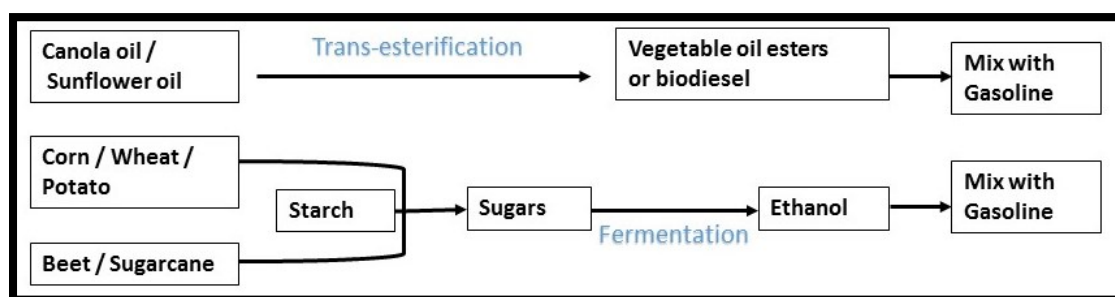 Canola oil /
Sunflower oil
Trans-esterification
Vegetable oil esters
or biodiesel
Mix with
Gasoline
Corn / Wheat /
Potato
Starch
Sugars
Fermentation
Ethanol
Mix with
Gasoline
Beet / Sugarcane